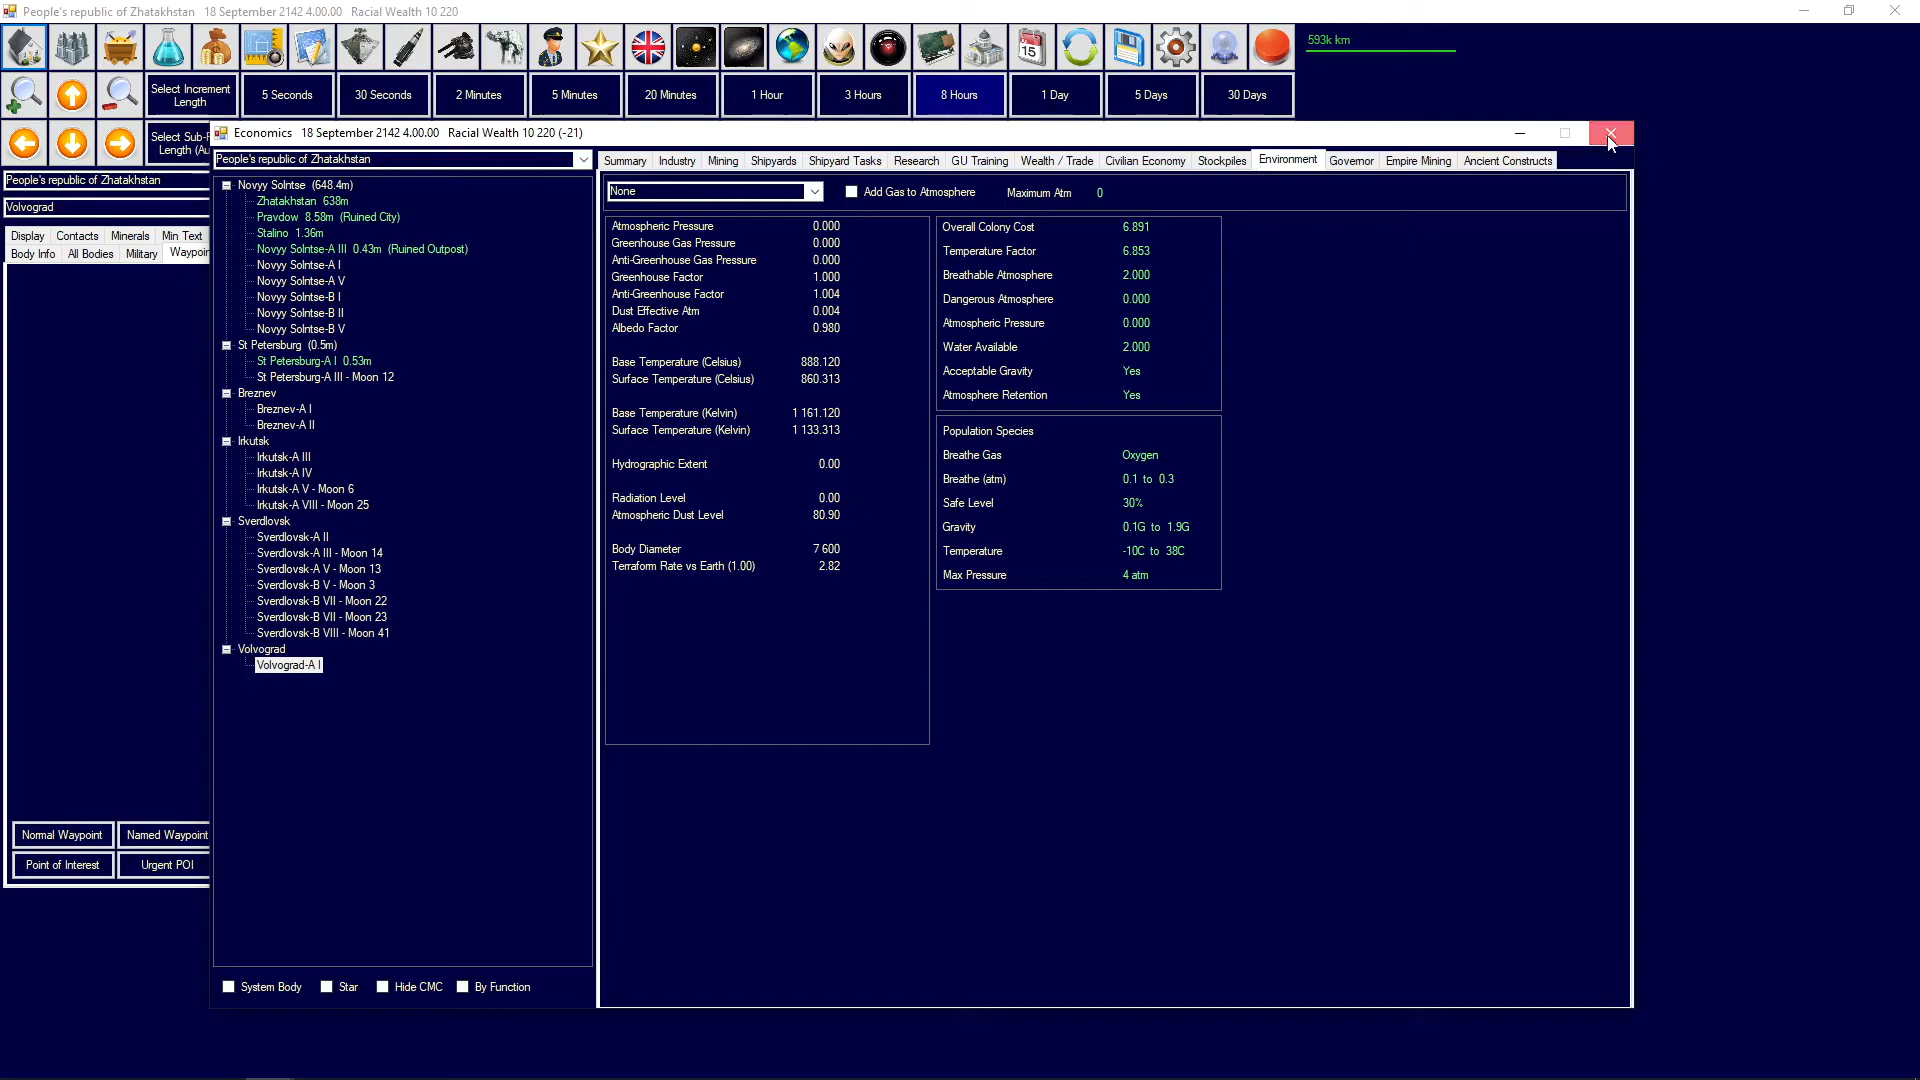 People's republic of Zhatakhstan   18 September 2142 4.00.00   Racial Wealth 10 220
593k km
Select Increment Length
5 Seconds
30 Seconds
2 Minutes
5 Minutes
20 Minutes
1 Hour
3 Hours
8 Hours
1 Day
5 Days
30 Days
Select Sub-P
Length (Au
People's republic of Zhatakhstan
Volvograd
Display   Contacts   Minerals   Min Text
Body Info   All Bodies   Military   Waypoin
Normal Waypoint   Named Waypoint
Point of Interest   Urgent POI
Economics   18 September 2142 4.00.00   Racial Wealth 10 220 (-21)
People's republic of Zhatakhstan
Novyy Solntse (648.4m)
Zhatakhstan 638m
Pravdow 8.58m (Ruined City)
Stalino 1.36m
Novyy Solntse-A III 0.43m (Ruined Outpost)
Novyy Solntse-A I
Novyy Solntse-A V
Novyy Solntse-B I
Novyy Solntse-B II
Novyy Solntse-B V
St Petersburg (0.5m)
St Petersburg-A I 0.53m
St Petersburg-A III - Moon 12
Breznev
Breznev-A I
Breznev-A II
Irkutsk
Irkutsk-A III
Irkutsk-A IV
Irkutsk-A V - Moon 6
Irkutsk-A VIII - Moon 25
Sverdlovsk
Sverdlovsk-A II
Sverdlovsk-A III - Moon 14
Sverdlovsk-A V - Moon 13
Sverdlovsk-B V - Moon 3
Sverdlovsk-B VII - Moon 22
Sverdlovsk-B VII - Moon 23
Sverdlovsk-B VIII - Moon 41
Volvograd
Volvograd-A I
System Body   Star   Hide CMC   By Function
Summary   Industry   Mining   Shipyards   Shipyard Tasks   Research   GU Training   Wealth / Trade   Civilian Economy   Stockpiles   Environment   Governor   Empire Mining   Ancient Constructs
None   Add Gas to Atmosphere   Maximum Atm   0
Atmospheric Pressure   0.000
Greenhouse Gas Pressure   0.000
Anti-Greenhouse Gas Pressure   0.000
Greenhouse Factor   1.000
Anti-Greenhouse Factor   1.004
Dust Effective Atm   0.004
Albedo Factor   0.980
Base Temperature (Celsius)   888.120
Surface Temperature (Celsius)   860.313
Base Temperature (Kelvin)   1 161.120
Surface Temperature (Kelvin)   1 133.313
Hydrographic Extent   0.00
Radiation Level   0.00
Atmospheric Dust Level   80.90
Body Diameter   7 600
Terraform Rate vs Earth (1.00)   2.82
Overall Colony Cost   6.891
Temperature Factor   6.853
Breathable Atmosphere   2.000
Dangerous Atmosphere   0.000
Atmospheric Pressure   0.000
Water Available   2.000
Acceptable Gravity   Yes
Atmosphere Retention   Yes
Population Species
Breathe Gas   Oxygen
Breathe (atm)   0.1 to 0.3
Safe Level   30%
Gravity   0.1G to 1.9G
Temperature   -10C to 38C
Max Pressure   4 atm